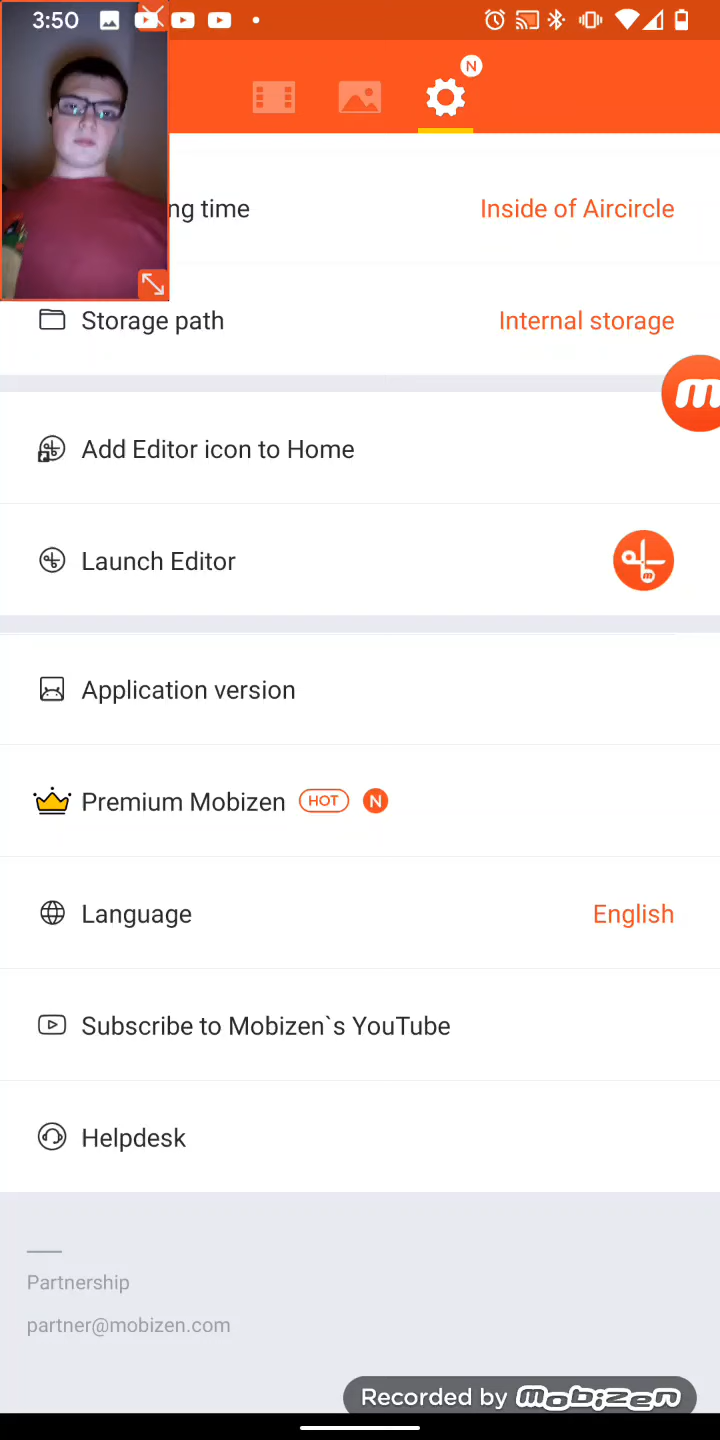 3:50
N
ng time
Inside of Aircircle
Storage path
Internal storage
m
Add Editor icon to Home
Launch Editor
m
Application version
Premium Mobizen HOT N
Language
English
Subscribe to Mobizen`s YouTube
Helpdesk
Partnership
partner@mobizen.com
Recorded by mobizen